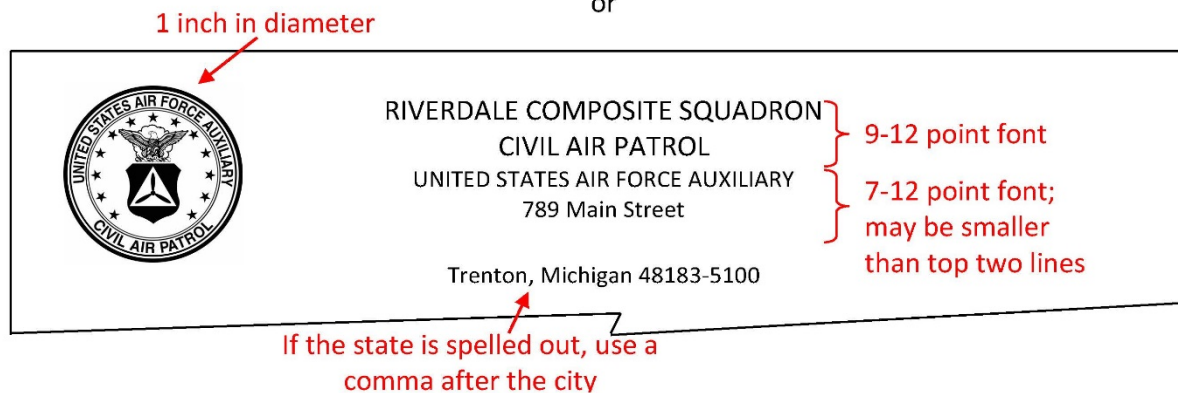 or
1 inch in diameter
UNITED STATES AIR FORCE AUXILIARY
CIVIL AIR PATROL
RIVERDALE COMPOSITE SQUADRON
CIVIL AIR PATROL
UNITED STATES AIR FORCE AUXILIARY
789 Main Street
Trenton, Michigan 48183-5100
9-12 point font
7-12 point font;
may be smaller
than top two lines
If the state is spelled out, use a
comma after the city